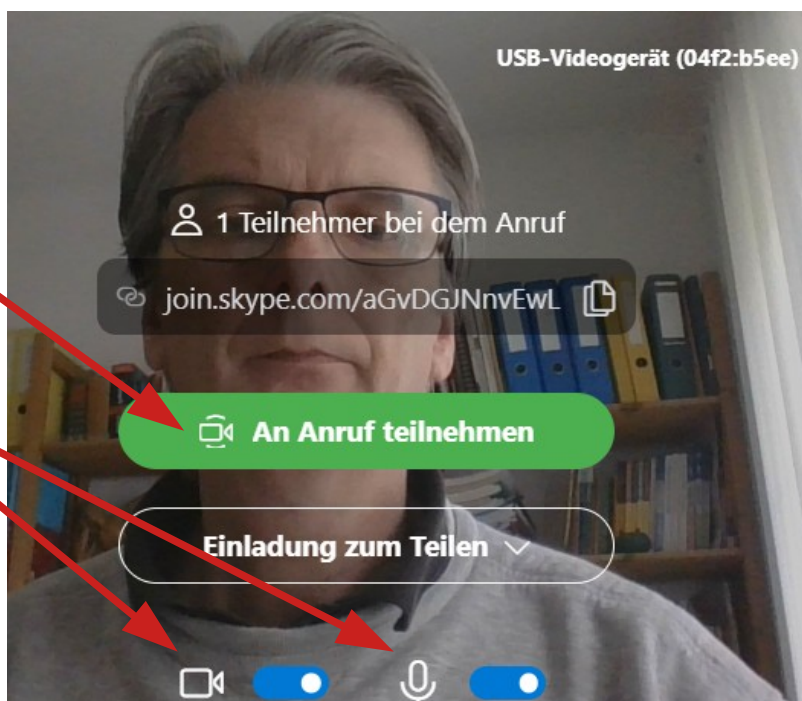 USB-Videogerät (04f2:b5ee)
1 Teilnehmer bei dem Anruf
join.skype.com/aGvDGJNnvEwL
An Anruf teilnehmen
Einladung zum Teilen